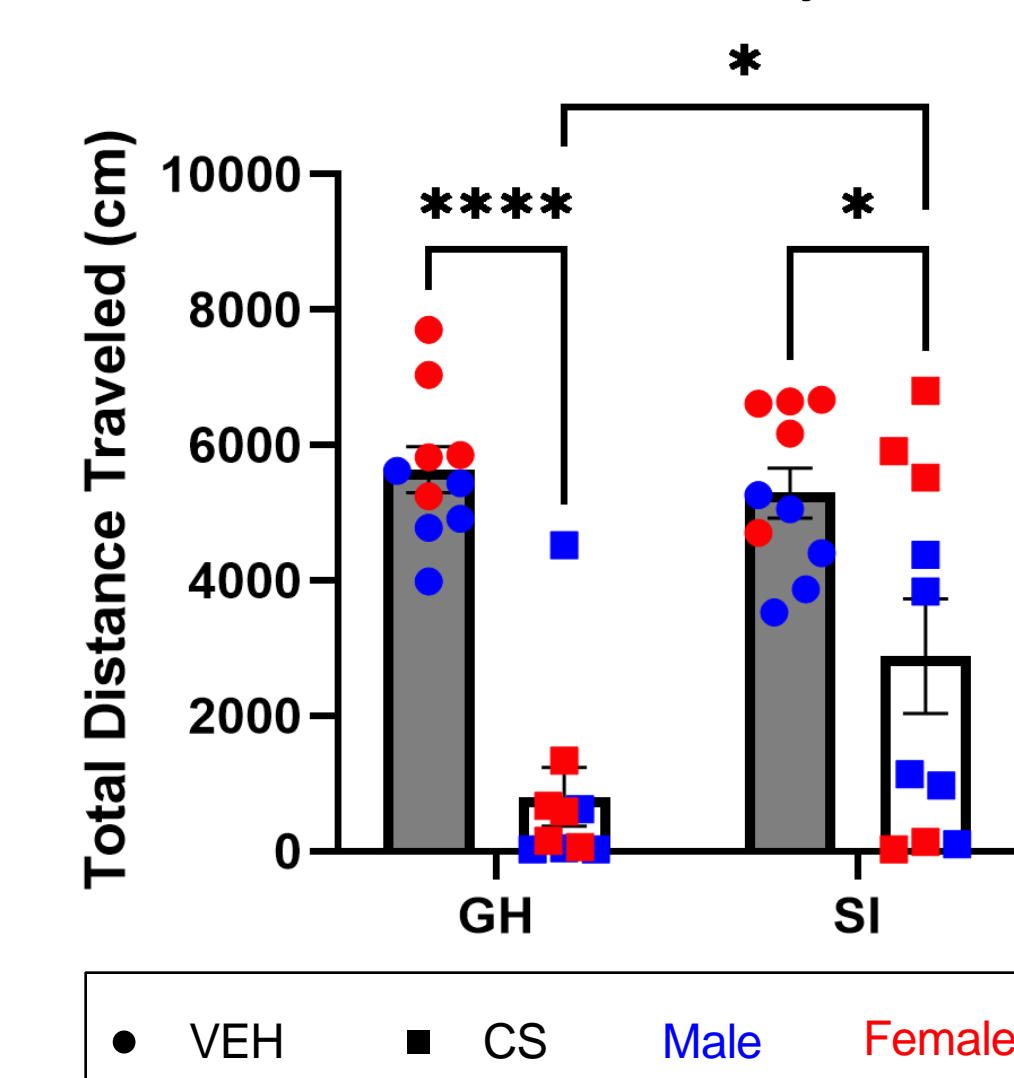 *
10000
**** *
8000
6000
4000
2000
0
Total Distance Traveled (cm)
GH SI
VEH CS Male Female